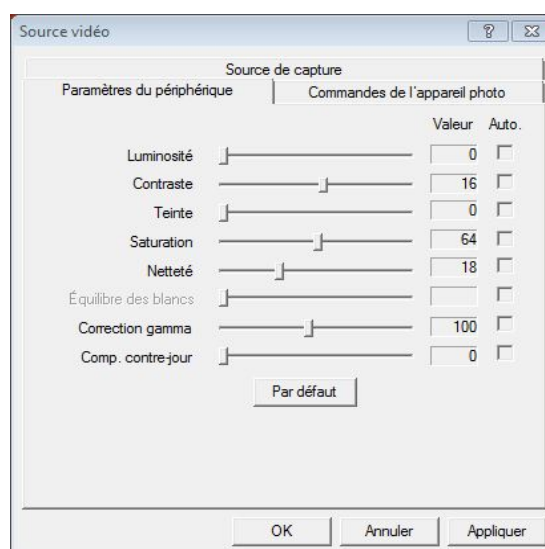 Source vidéo
Source de capture
Paramètres du périphérique Commandes de l'appareil photo
Valeur Auto.
Luminosité 0
Contraste 16
Teinte 0
Saturation 64
Netteté 18
Équilibre des blancs
Correction gamma 100
Comp. contre-jour 0
Par défaut
OK Annuler Appliquer